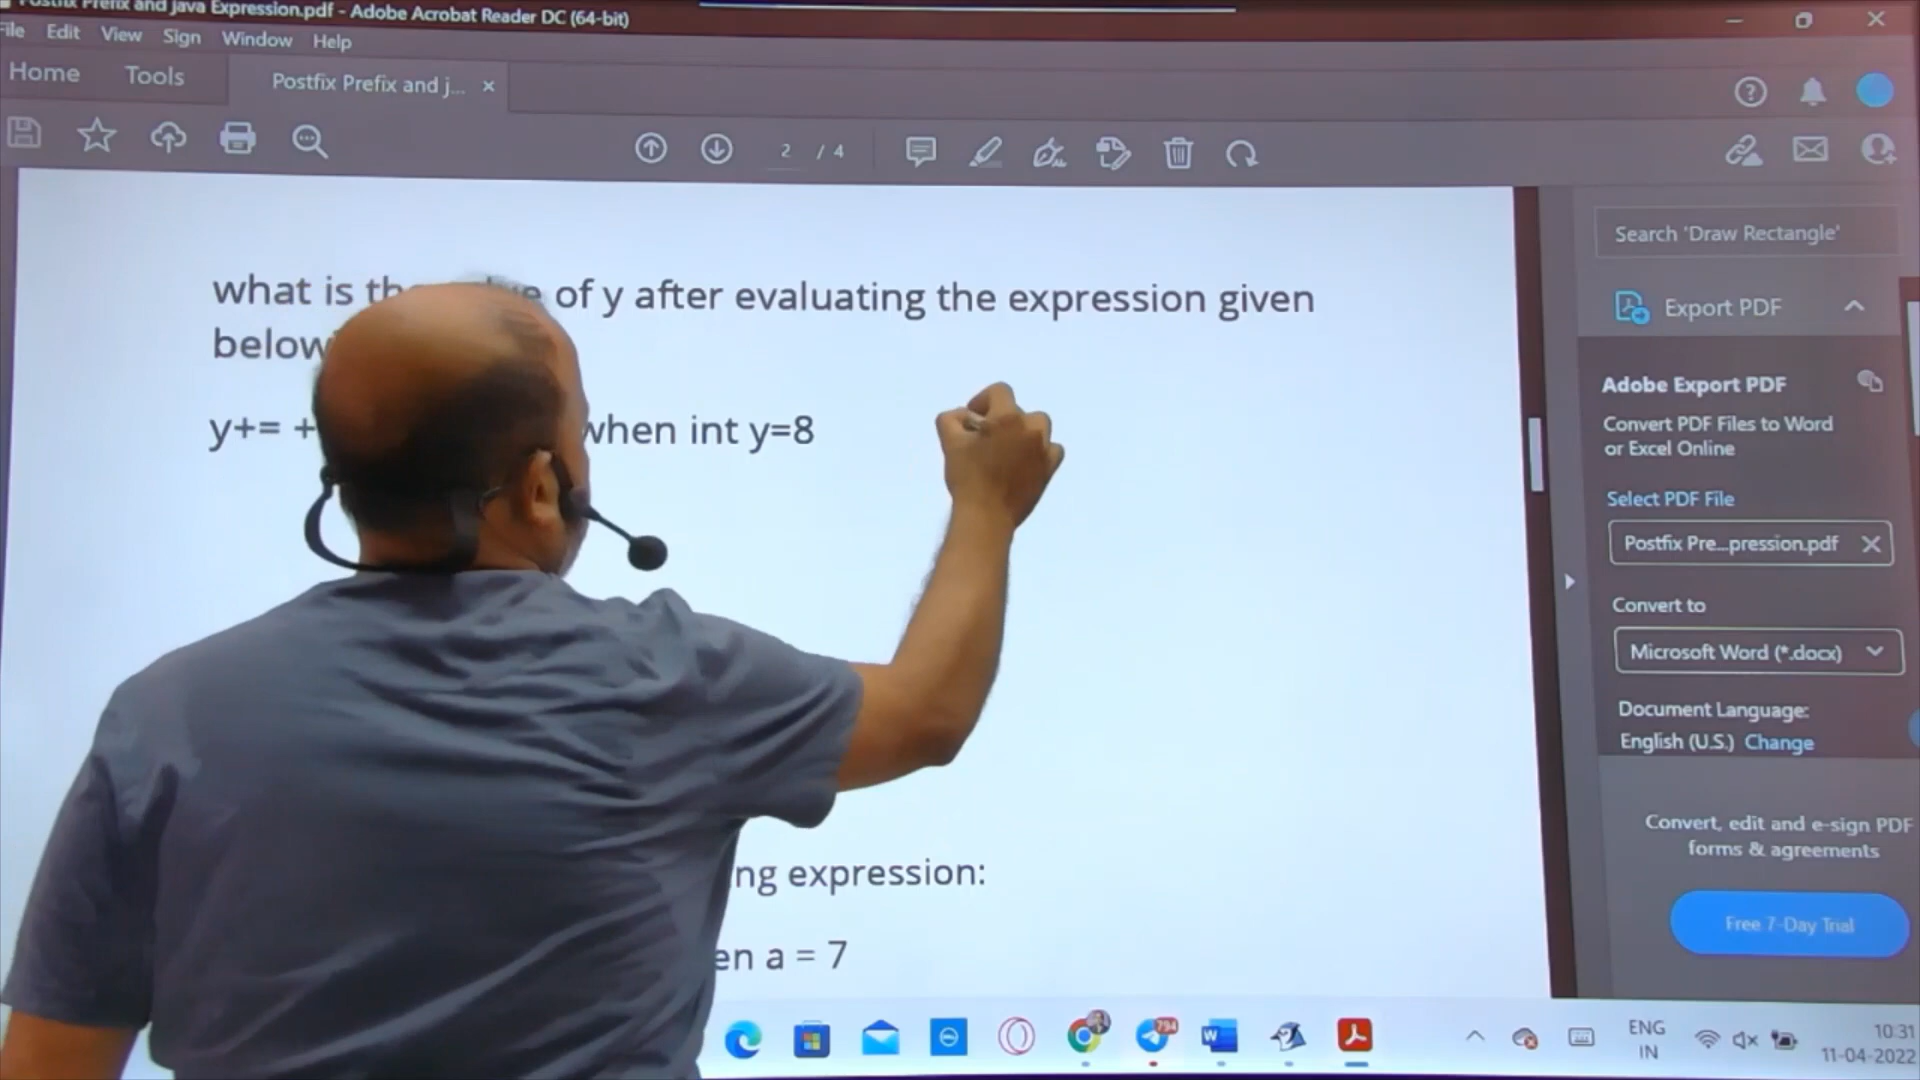 Postfix Prefix and Java Expression.pdf - Adobe Acrobat Reader DC (64-bit)
File Edit View Sign Window Help
Home Tools Postfix Prefix and j... ×
2 / 4
what is of y after evaluating the expression given
below
y+= + when int y=8
expression:
a = 7
Search 'Draw Rectangle'
Export PDF
Adobe Export PDF
Convert PDF Files to Word
or Excel Online
Select PDF File
Postfix Pre...pression.pdf
Convert to
Microsoft Word (*.docx)
Document Language:
English (U.S.) Change
Convert, edit and e-sign PDF
forms & agreements
Free 7-Day Trial
794
ENG
IN
10:31
11-04-2022